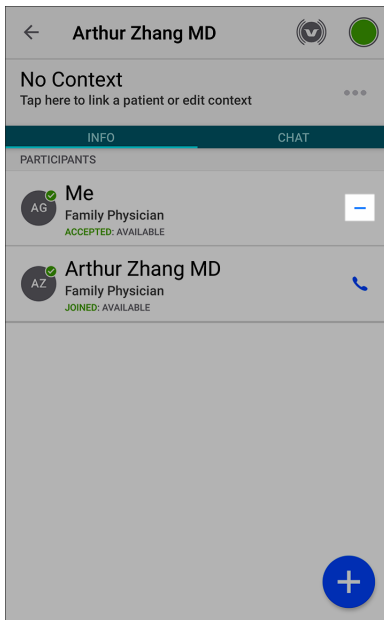 Arthur Zhang MD
No Context
Tap here to link a patient or edit context
INFO
CHAT
PARTICIPANTS
AG
Me
Family Physician
ACCEPTED: AVAILABLE
AZ
Arthur Zhang MD
Family Physician
JOINED: AVAILABLE